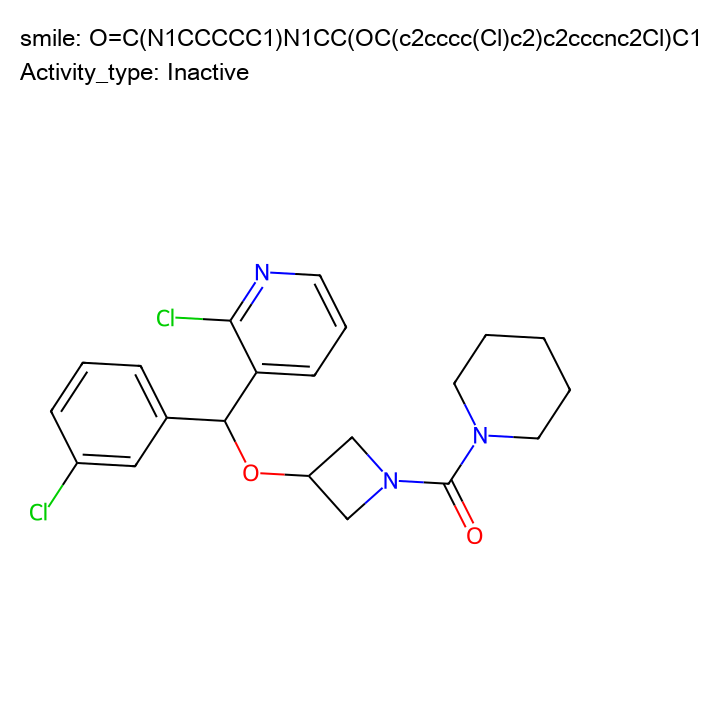 smile: O=C(N1CCCCC1)N1CC(OC(c2cccc(Cl)c2)c2cccnc2Cl)C1
Activity_type: Inactive
N
Cl
N
O
N
Cl
O